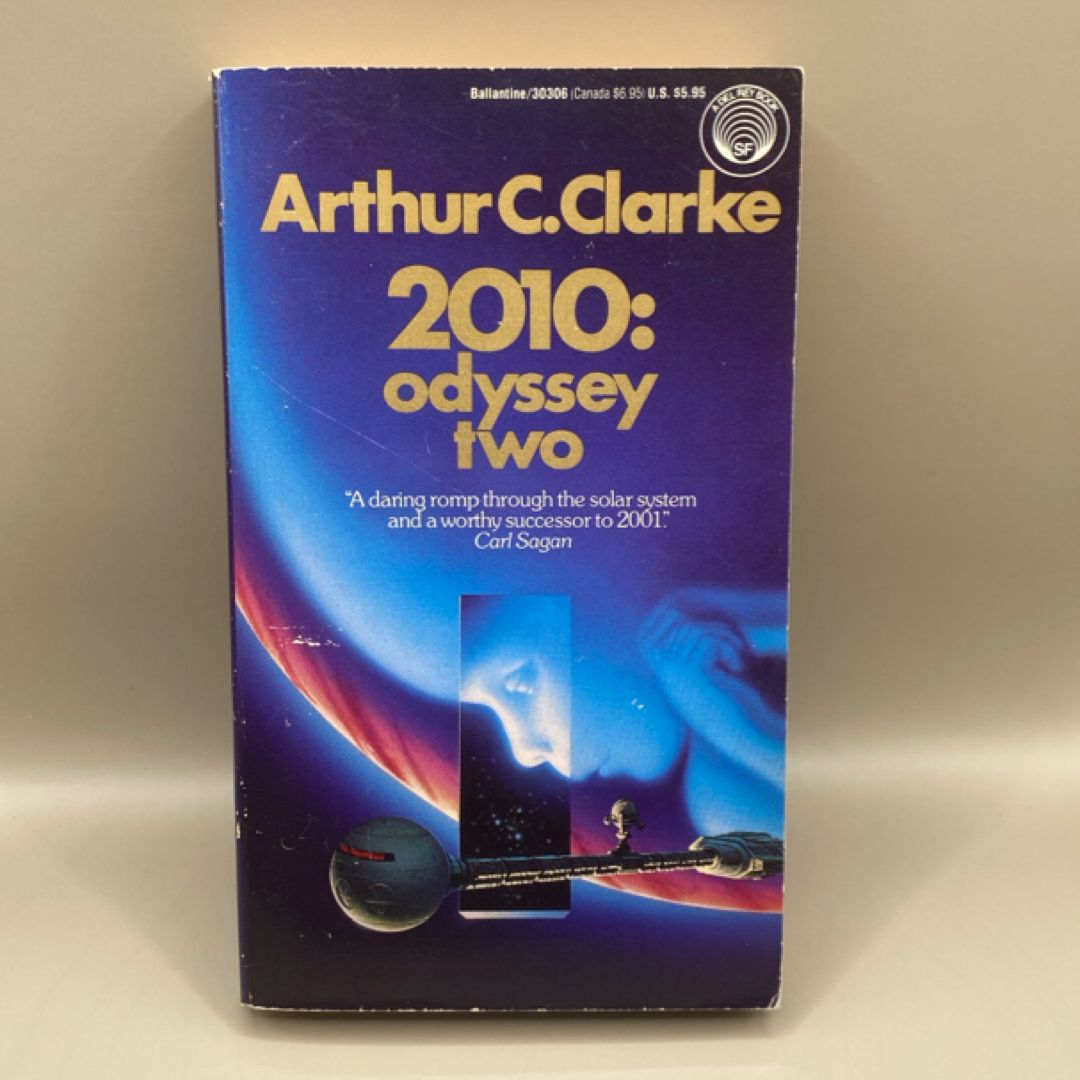 Ballantine/30306 (Canada $6.95) U.S. $5.95
A DEL REY BOOK
SF
Arthur C. Clarke
2010:
odyssey
two
“A daring romp through the solar system
and a worthy successor to 2001.”
Carl Sagan